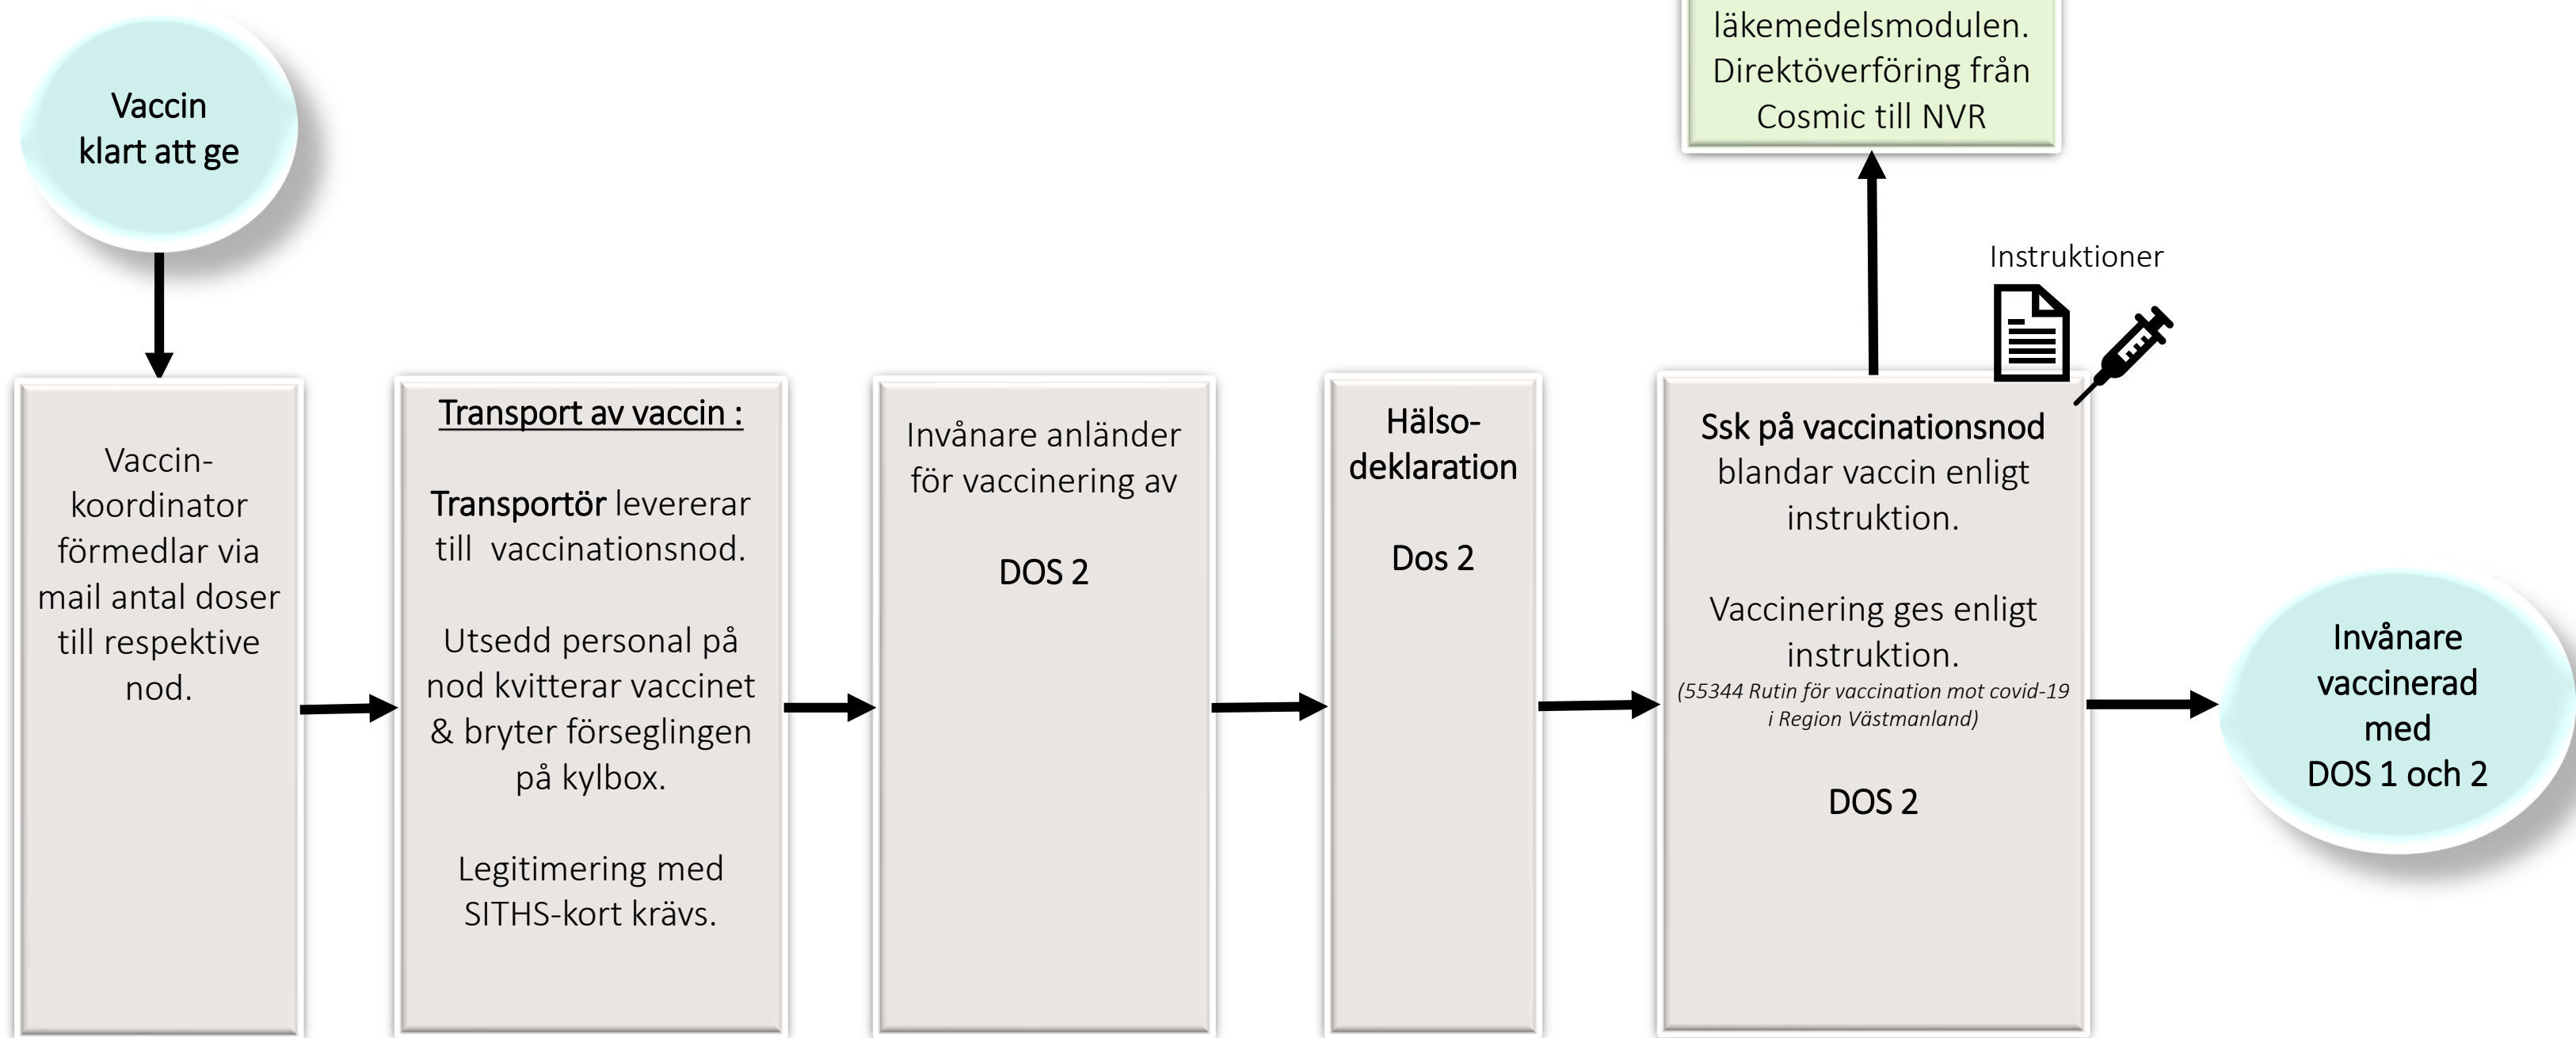 Vaccin
klart att ge
läkemedelsmodulen.
Direktöverföring från
Cosmic till NVR
Instruktioner
Vaccin-
koordinator
förmedlar via
mail antal doser
till respektive
nod.
Transport av vaccin :
Transportör levererar
till vaccinationsnod.
Utsedd personal på
nod kvitterar vaccinet
& bryter förseglingen
på kylbox.
Legitimering med
SITHS-kort krävs.
Invånare anländer
för vaccinering av
DOS 2
Hälso-
deklaration
Dos 2
Ssk på vaccinationsnod
blandar vaccin enligt
instruktion.
Vaccinering ges enligt
instruktion.
(55344 Rutin för vaccination mot covid-19
i Region Västmanland)
DOS 2
Invånare
vaccinerad
med
DOS 1 och 2